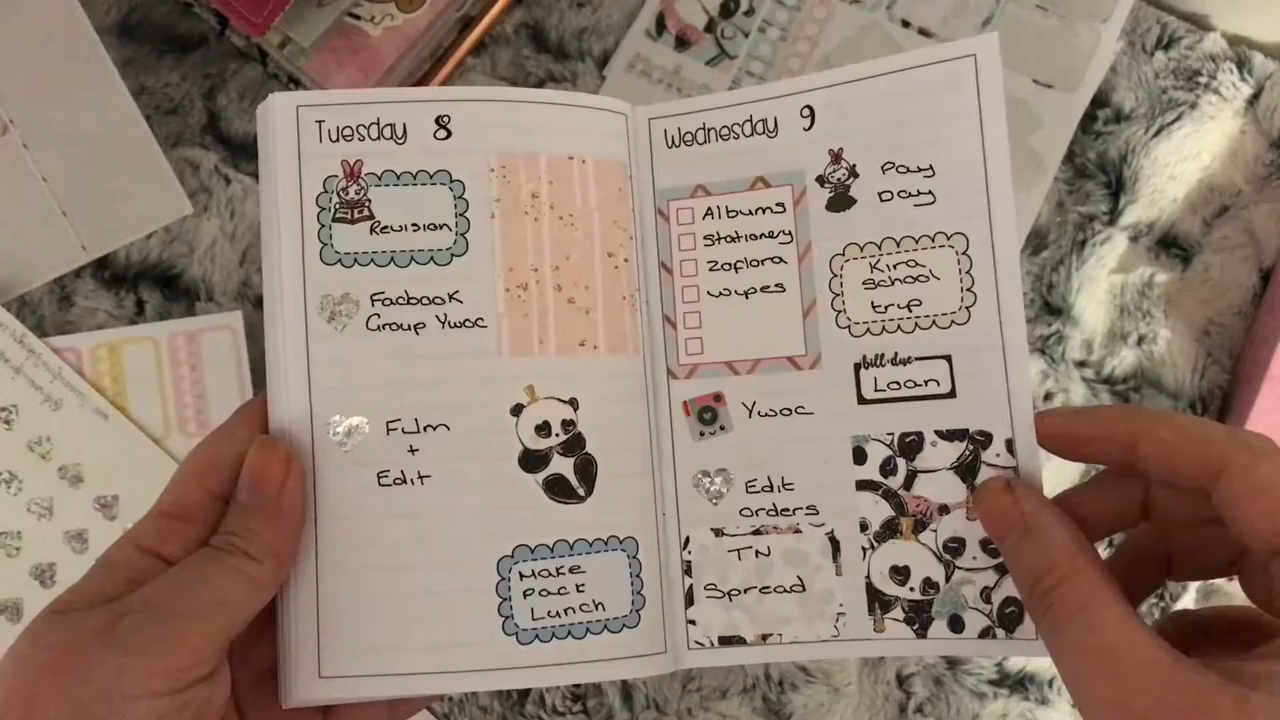 Tuesday 8
Revision
Facbook
Group Ywoc
Film
+
Edit
Make
pack
Lunch
Wednesday 9
Albums
Stationery
Zoflora
wipes
Pay
Day
Kira
School
trip
bill due
Loan
Ywoc
Edit
orders
TN
Spread